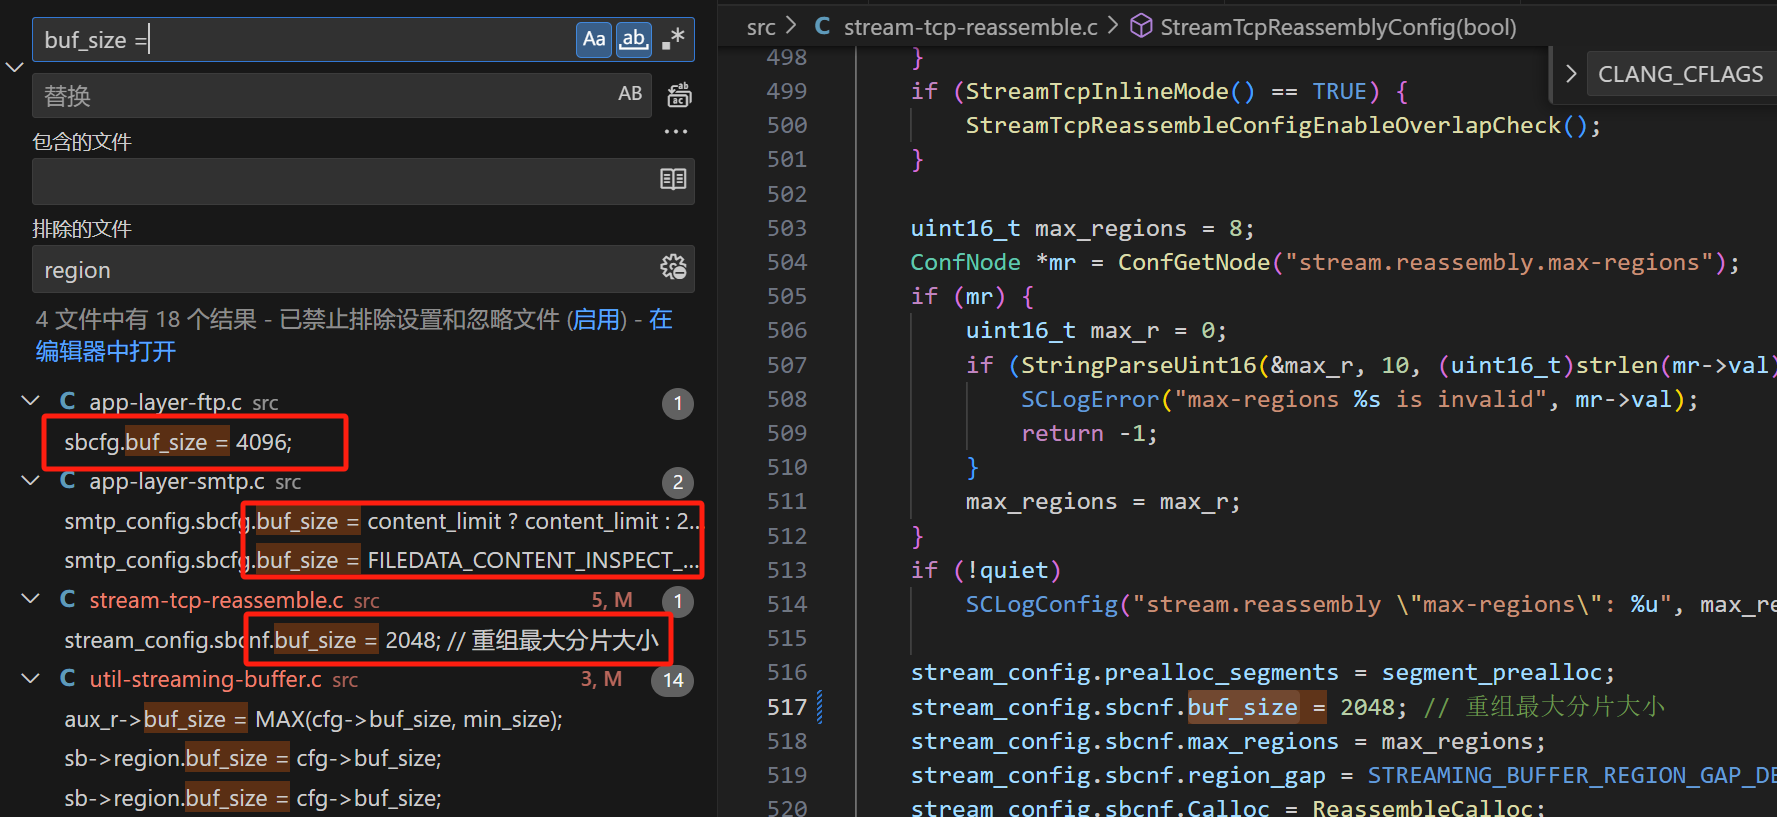 buf_size =
Aa
ab
.*
替换
AB
包含的文件
排除的文件
region
4 文件中有 18 个结果 - 已禁止排除设置和忽略文件 (启用) - 在
编辑器中打开
C app-layer-ftp.c src 1
sbcfg.buf_size = 4096;
C app-layer-smtp.c src 2
smtp_config.sbcfg.buf_size = content_limit ? content_limit : 2...
smtp_config.sbcfg.buf_size = FILEDATA_CONTENT_INSPECT_...
C stream-tcp-reassemble.c src 5, M 1
stream_config.sbcnf.buf_size = 2048; // 重组最大分片大小
C util-streaming-buffer.c src 3, M 14
aux_r->buf_size = MAX(cfg->buf_size, min_size);
sb->region.buf_size = cfg->buf_size;
sb->region.buf_size = cfg->buf_size;
src > C stream-tcp-reassemble.c > StreamTcpReassemblyConfig(bool)
CLANG_CFLAGS
498 }
499 if (StreamTcpInlineMode() == TRUE) {
500 StreamTcpReassembleConfigEnableOverlapCheck();
501 }
502
503 uint16_t max_regions = 8;
504 ConfNode *mr = ConfGetNode("stream.reassembly.max-regions");
505 if (mr) {
506 uint16_t max_r = 0;
507 if (StringParseUint16(&max_r, 10, (uint16_t)strlen(mr->val)
508 SCLogError("max-regions %s is invalid", mr->val);
509 return -1;
510 }
511 max_regions = max_r;
512 }
513 if (!quiet)
514 SCLogConfig("stream.reassembly \"max-regions\": %u", max_re
515
516 stream_config.prealloc_segments = segment_prealloc;
517 stream_config.sbcnf.buf_size = 2048; // 重组最大分片大小
518 stream_config.sbcnf.max_regions = max_regions;
519 stream_config.sbcnf.region_gap = STREAMING_BUFFER_REGION_GAP_DE
520 stream_config.sbcnf.Calloc = ReassembleCalloc;